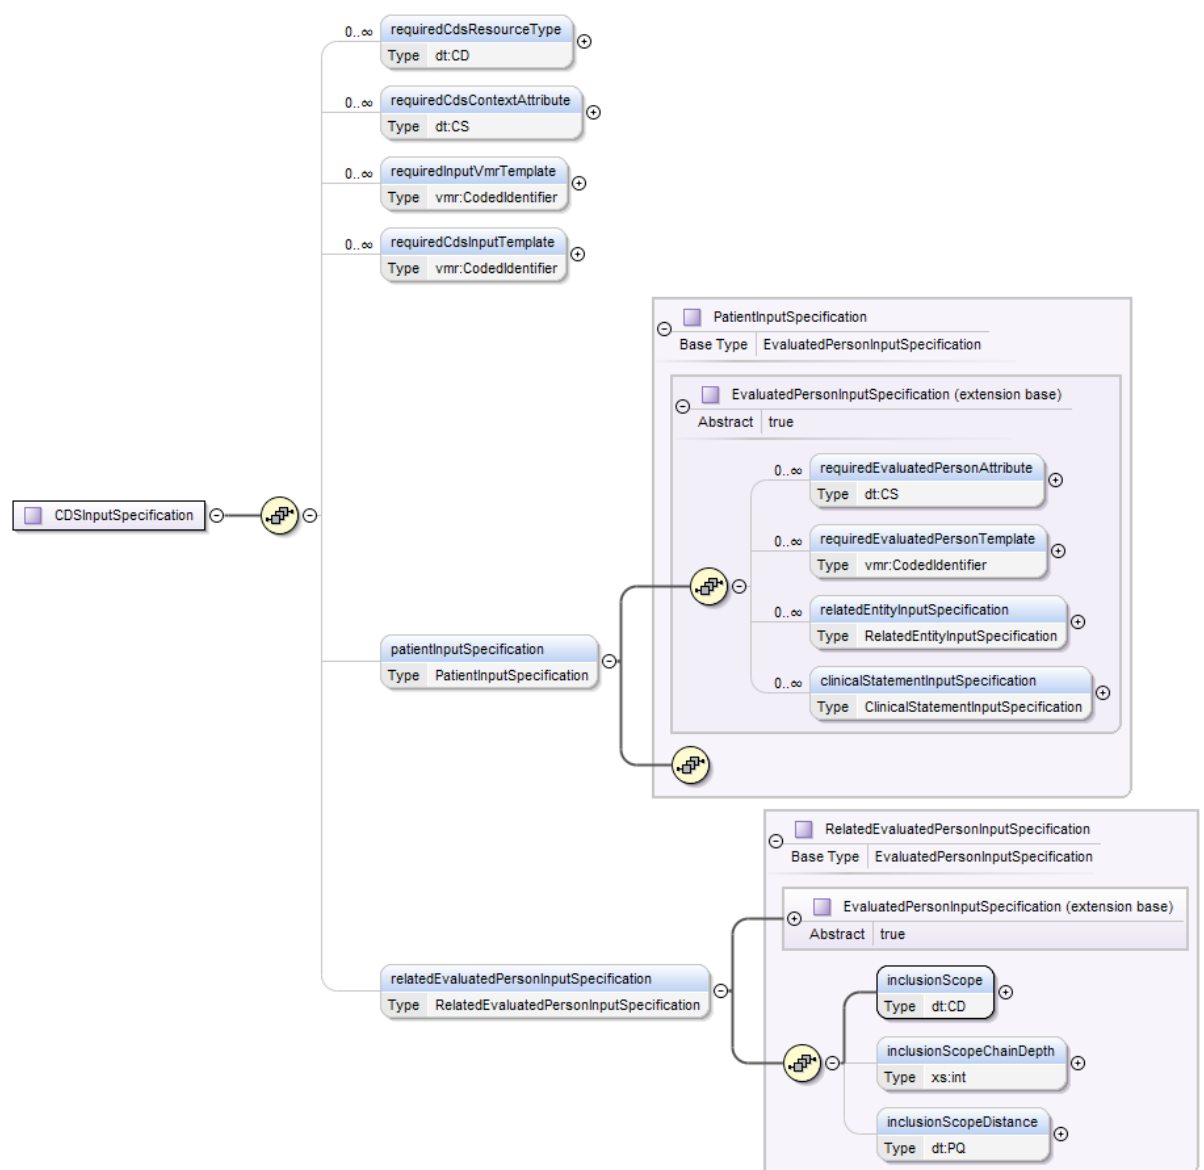 0..∞
requiredCdsResourceType
Type dt:CD
0..∞
requiredCdsContextAttribute
Type dt:CS
0..∞
requiredInputVmrTemplate
Type vmr:CodedIdentifier
0..∞
requiredCdsInputTemplate
Type vmr:CodedIdentifier
PatientInputSpecification
Base Type EvaluatedPersonInputSpecification
EvaluatedPersonInputSpecification (extension base)
Abstract true
0..∞
requiredEvaluatedPersonAttribute
Type dt:CS
CDSInputSpecification
0..∞
requiredEvaluatedPersonTemplate
Type vmr:CodedIdentifier
0..∞
relatedEntityInputSpecification
Type RelatedEntityInputSpecification
patientInputSpecification
Type PatientInputSpecification
0..∞
clinicalStatementInputSpecification
Type ClinicalStatementInputSpecification
RelatedEvaluatedPersonInputSpecification
Base Type EvaluatedPersonInputSpecification
EvaluatedPersonInputSpecification (extension base)
Abstract true
relatedEvaluatedPersonInputSpecification
Type RelatedEvaluatedPersonInputSpecification
inclusionScope
Type dt:CD
inclusionScopeChainDepth
Type xs:int
inclusionScopeDistance
Type dt:PQ